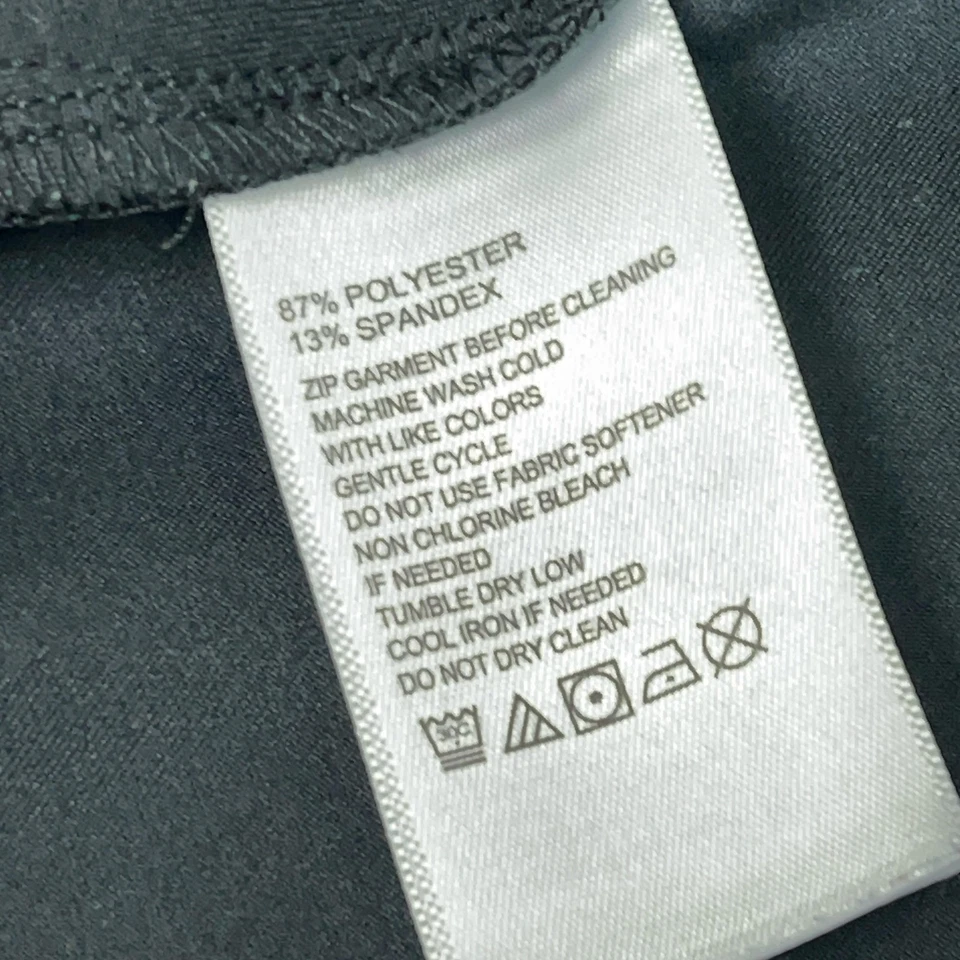 87% POLYESTER
13% SPANDEX
ZIP GARMENT BEFORE CLEANING
MACHINE WASH COLD
WITH LIKE COLORS
GENTLE CYCLE
DO NOT USE FABRIC SOFTENER
NON CHLORINE BLEACH
IF NEEDED
TUMBLE DRY LOW
COOL IRON IF NEEDED
DO NOT DRY CLEAN
30C